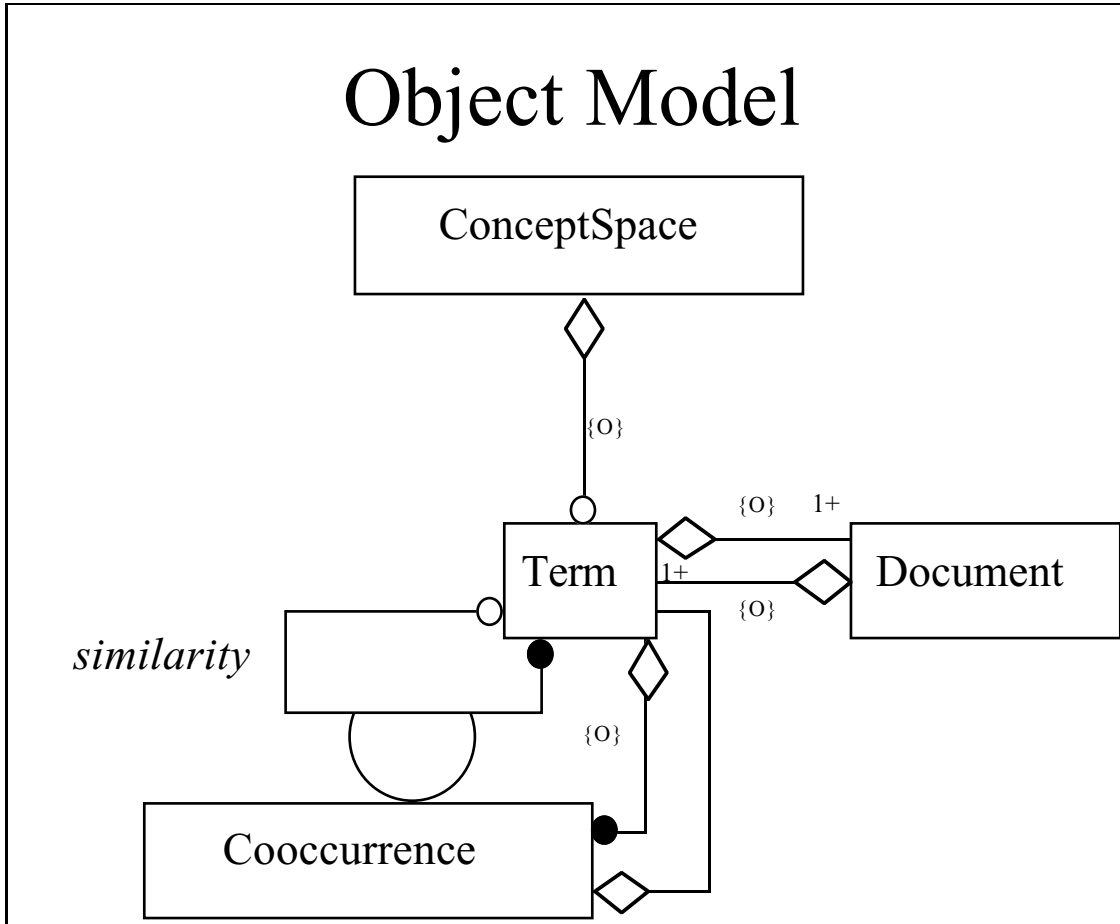 Object Model
ConceptSpace
{O}
{O} 1+
Term
1+
Document
{O}
similarity
{O}
Cooccurrence